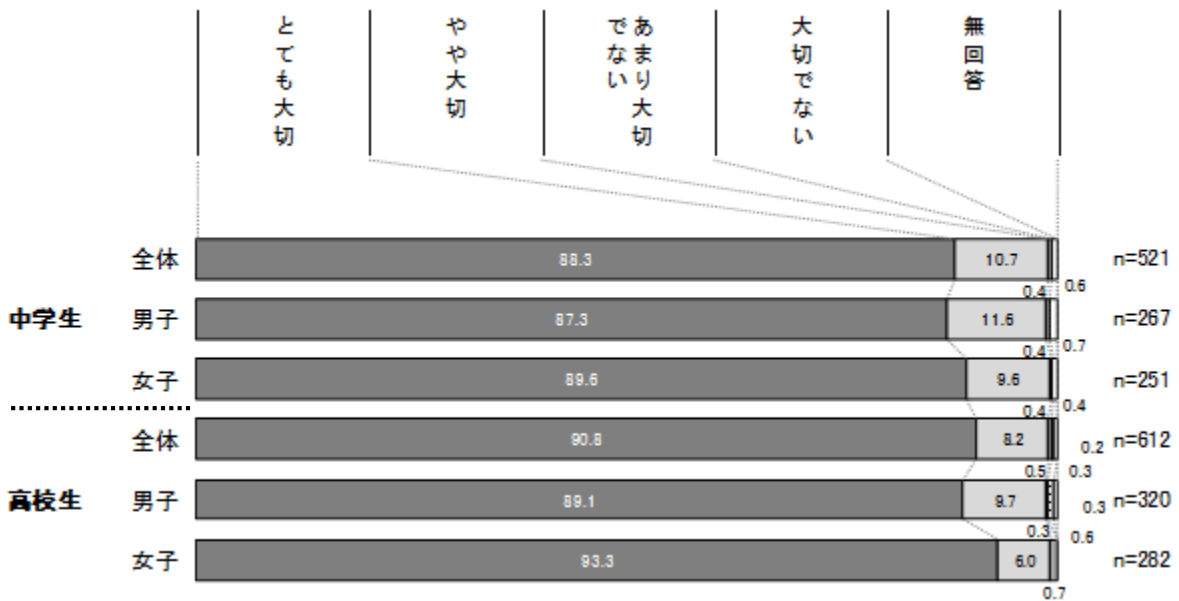 とても大切
やや大切
あまり大切
でない
大切でない
無回答
全体 88.3 10.7 n=521
0.4 0.6
中学生 男子 87.3 11.6 n=267
0.4 0.7
女子 89.6 9.6 n=251
0.4 0.4
全体 90.8 8.2 0.2 n=612
0.5 0.3
高校生 男子 89.1 9.7 0.3 n=320
0.3 0.6
女子 93.3 6.0 n=282
0.7